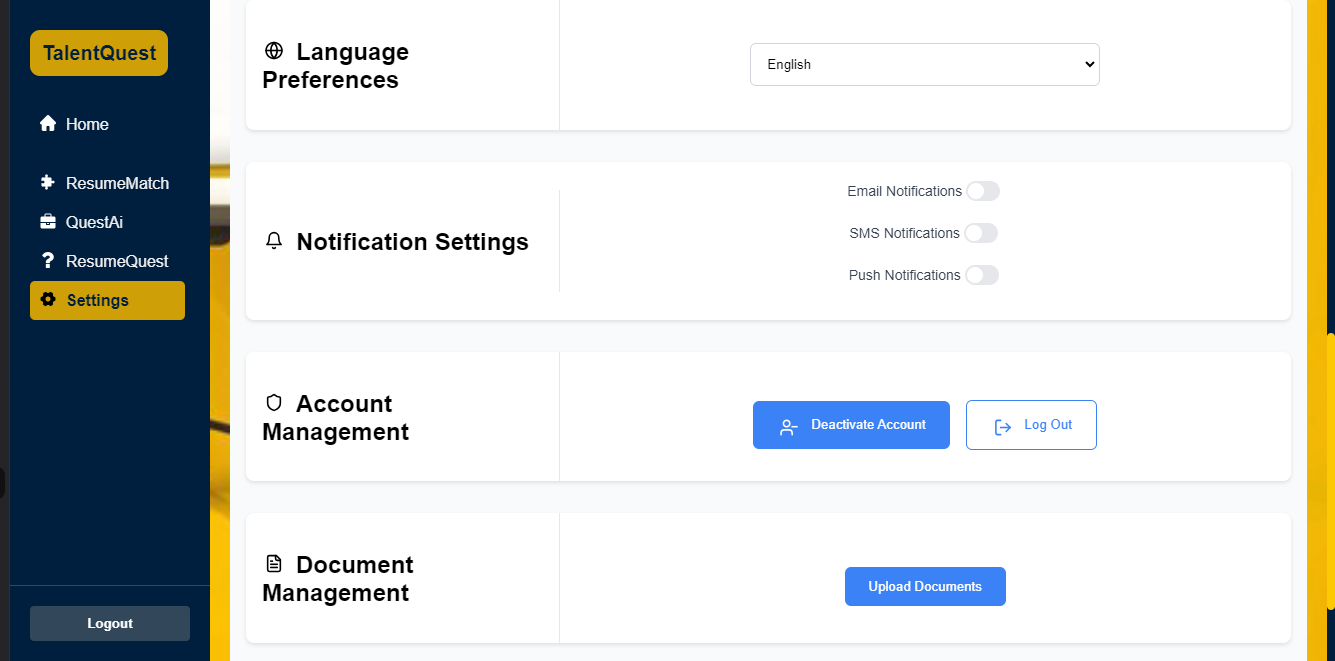 TalentQuest
Home
ResumeMatch
QuestAi
ResumeQuest
Settings
Logout
Language
Preferences
English
Notification Settings
Email Notifications
SMS Notifications
Push Notifications
Account
Management
Deactivate Account
Log Out
Document
Management
Upload Documents